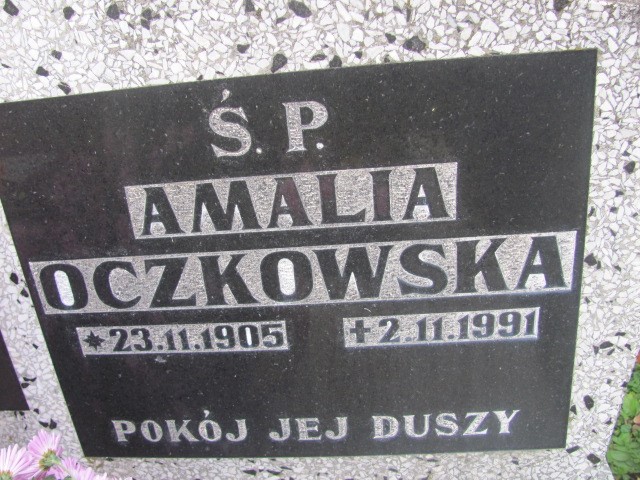 Ś. P.
AMALIA
OCZKOWSKA
*23.11.1905 +2.11.1991
POKÓJ JEJ DUSZY